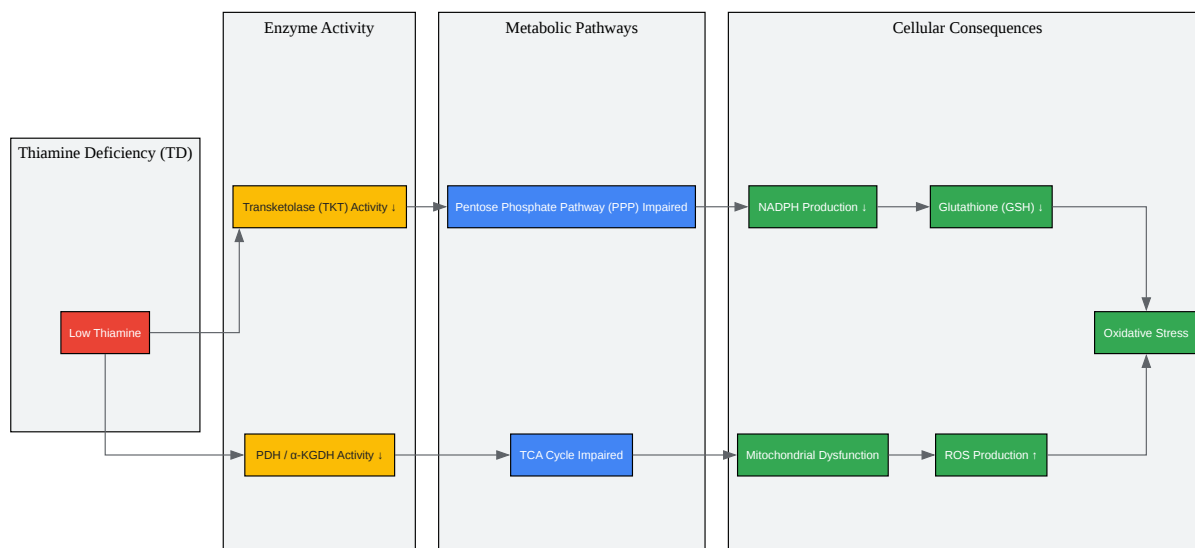 Enzyme Activity
Metabolic Pathways
Cellular Consequences
Thiamine Deficiency (TD)
Transketolase (TKT) Activity ↓
Pentose Phosphate Pathway (PPP) Impaired
NADPH Production ↓
Glutathione (GSH) ↓
Low Thiamine
Oxidative Stress
PDH / α-KGDH Activity ↓
TCA Cycle Impaired
Mitochondrial Dysfunction
ROS Production ↑